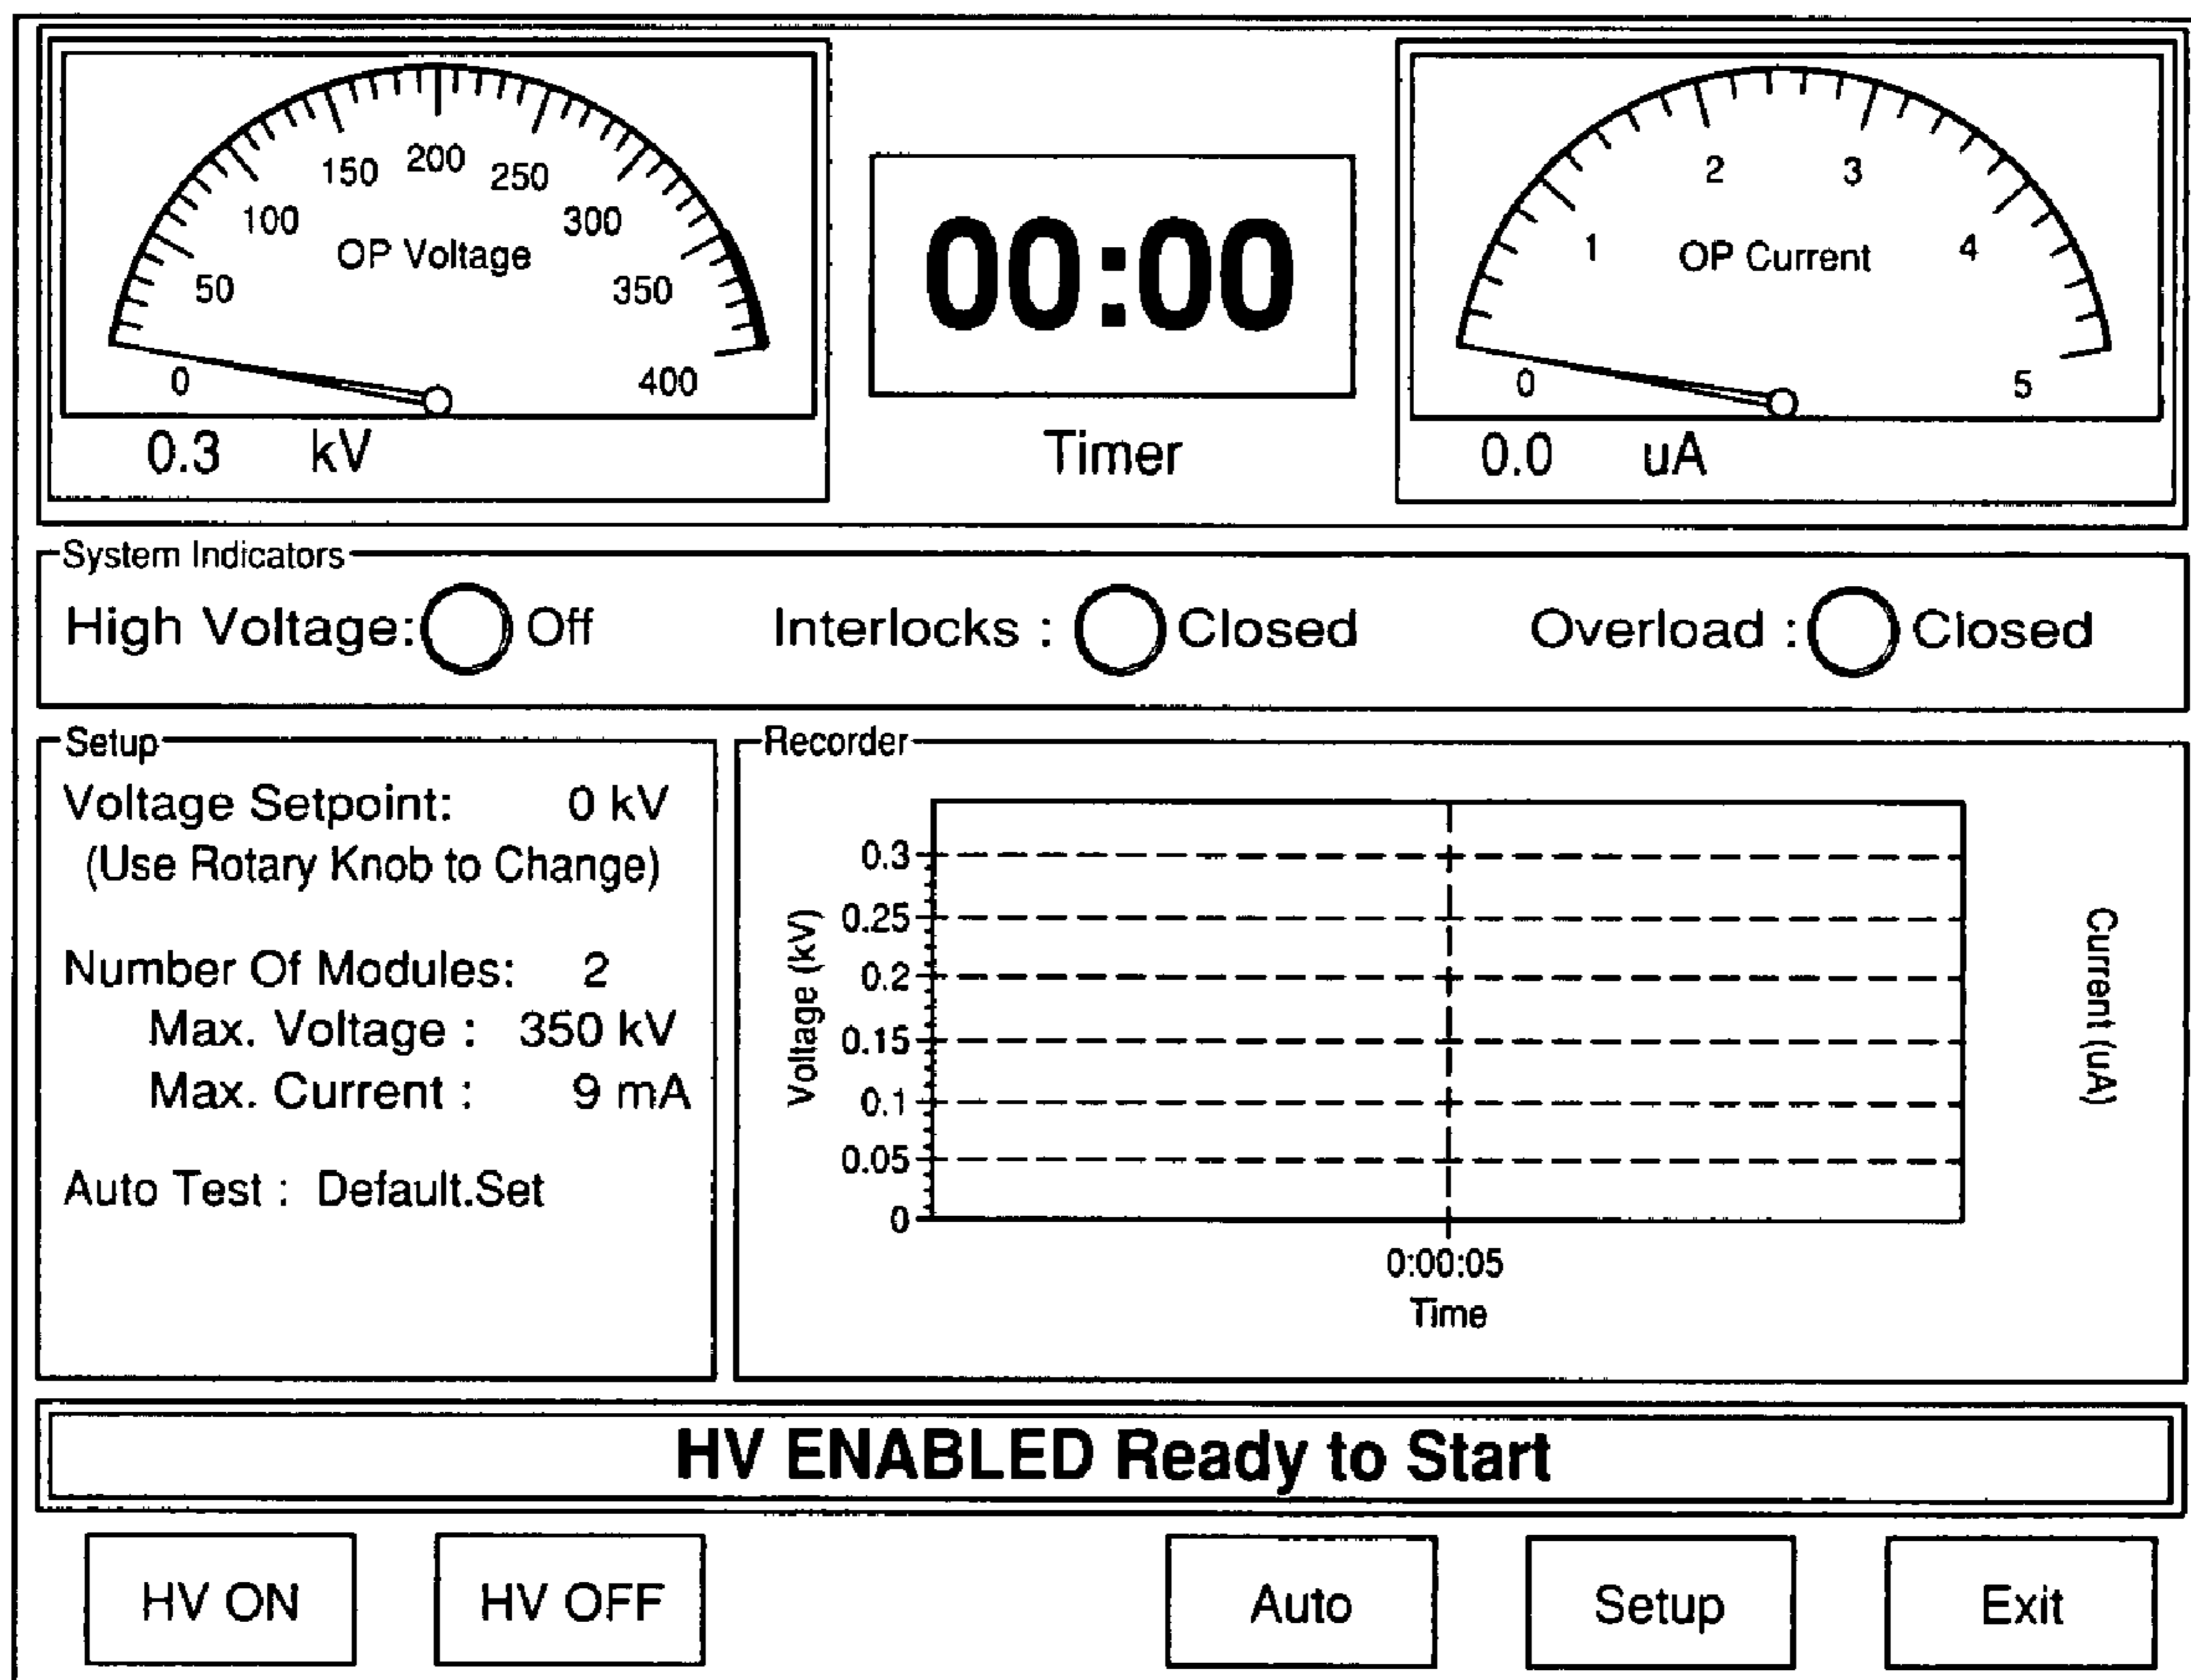 150 200 250
100 300
OP Voltage
50 350
0 400
0.3 kV
00:00
Timer
2 3
1 4
OP Current
0 5
0.0 uA
System Indicators
High Voltage: Off Interlocks : Closed Overload : Closed
Setup
Voltage Setpoint: 0 kV
(Use Rotary Knob to Change)
Number Of Modules: 2
Max. Voltage : 350 kV
Max. Current : 9 mA
Auto Test : Default.Set
Recorder
Voltage (kV)
0.3
0.25
0.2
0.15
0.1
0.05
0
0:00:05
Time
Current (uA)
HV ENABLED Ready to Start
HV ON HV OFF Auto Setup Exit